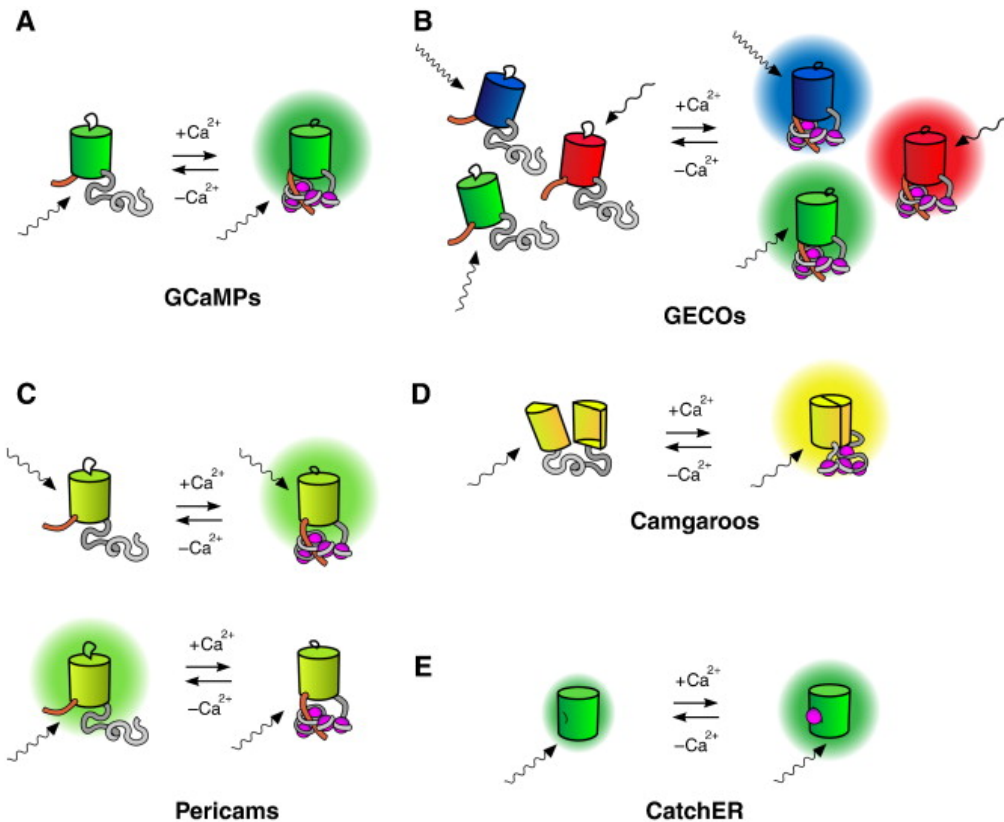 A
+Ca²⁺
−Ca²⁺
GCaMPs
B
+Ca²⁺
−Ca²⁺
GECOs
C
+Ca²⁺
−Ca²⁺
+Ca²⁺
−Ca²⁺
Pericams
D
+Ca²⁺
−Ca²⁺
Camgaroos
E
+Ca²⁺
−Ca²⁺
CatchER